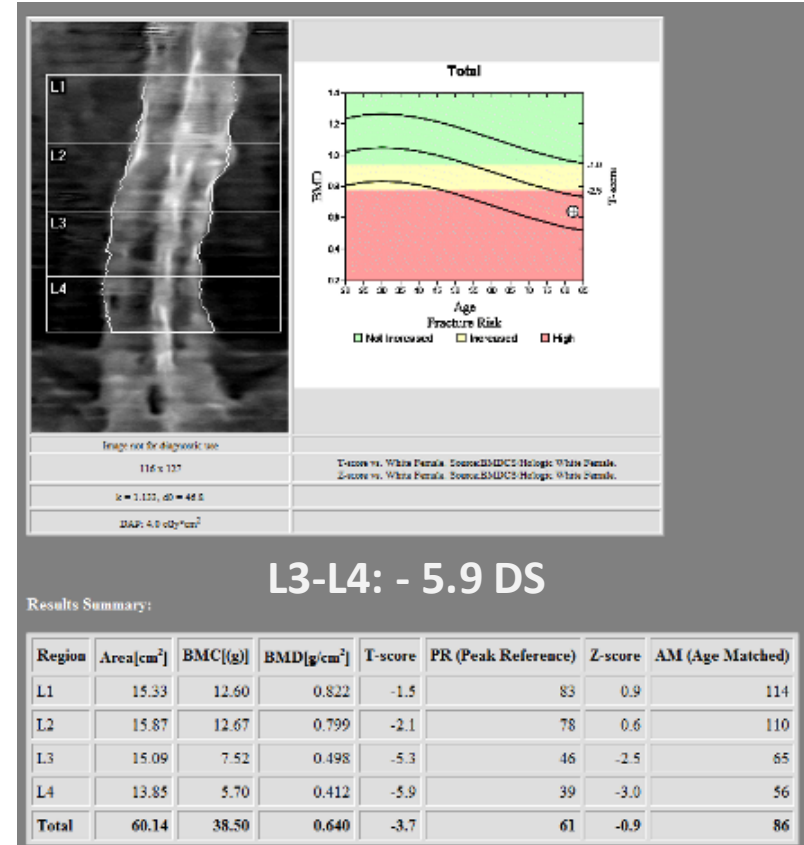 L1
L2
L3
L4
Total
BMD
T-score
Age
Fracture Risk
Not Increased
Increased
High
Image not for diagnostic use
116 x 127
DAP: 4.0 cGy*cm²
T-score vs. White Female. Source:BMDCS/Hologic White Female.
Z-score vs. White Female. Source:BMDCS/Hologic White Female.
L3-L4: - 5.9 DS
Results Summary:
Region Area[cm²] BMC[(g)] BMD[g/cm²] T-score PR (Peak Reference) Z-score AM (Age Matched)
L1 15.33 12.60 0.822 -1.5 83 0.9 114
L2 15.87 12.67 0.799 -2.1 78 0.6 110
L3 15.09 7.52 0.498 -5.3 46 -2.5 65
L4 13.85 5.70 0.412 -5.9 39 -3.0 56
Total 60.14 38.50 0.640 -3.7 61 -0.9 86